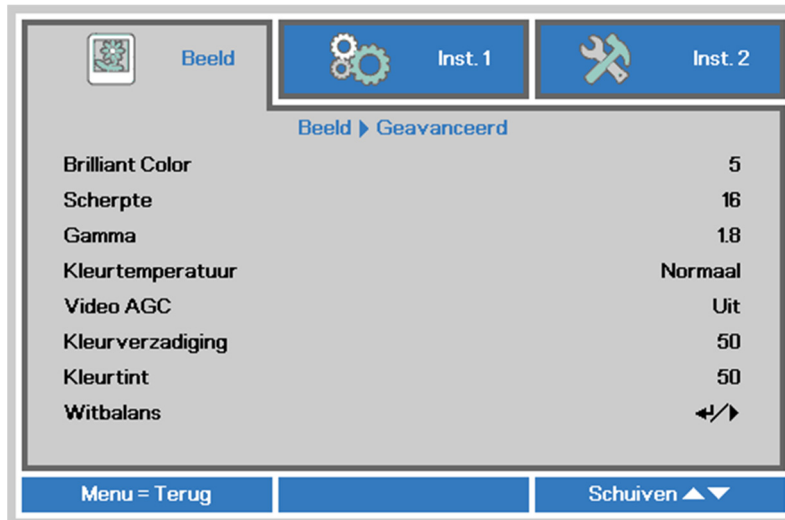 Beeld Inst. 1 Inst. 2
Beeld Geavanceerd
Brilliant Color 5
Scherpte 16
Gamma 1.8
Kleurtemperatuur Normaal
Video AGC Uit
Kleurverzadiging 50
Kleurtint 50
Witbalans ↵/▶
Menu = Terug Schuiven ▲▼